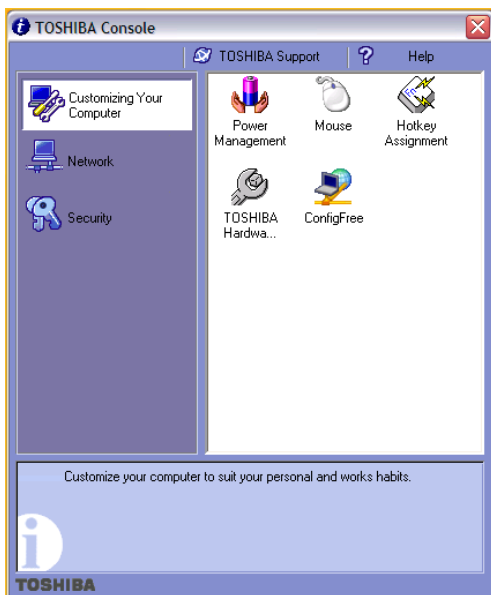 TOSHIBA Console
TOSHIBA Support
Help
Customizing Your
Computer
Network
Security
Power
Management
Mouse
Hotkey
Assignment
TOSHIBA
Hardwa...
ConfigFree
Customize your computer to suit your personal and works habits.
TOSHIBA